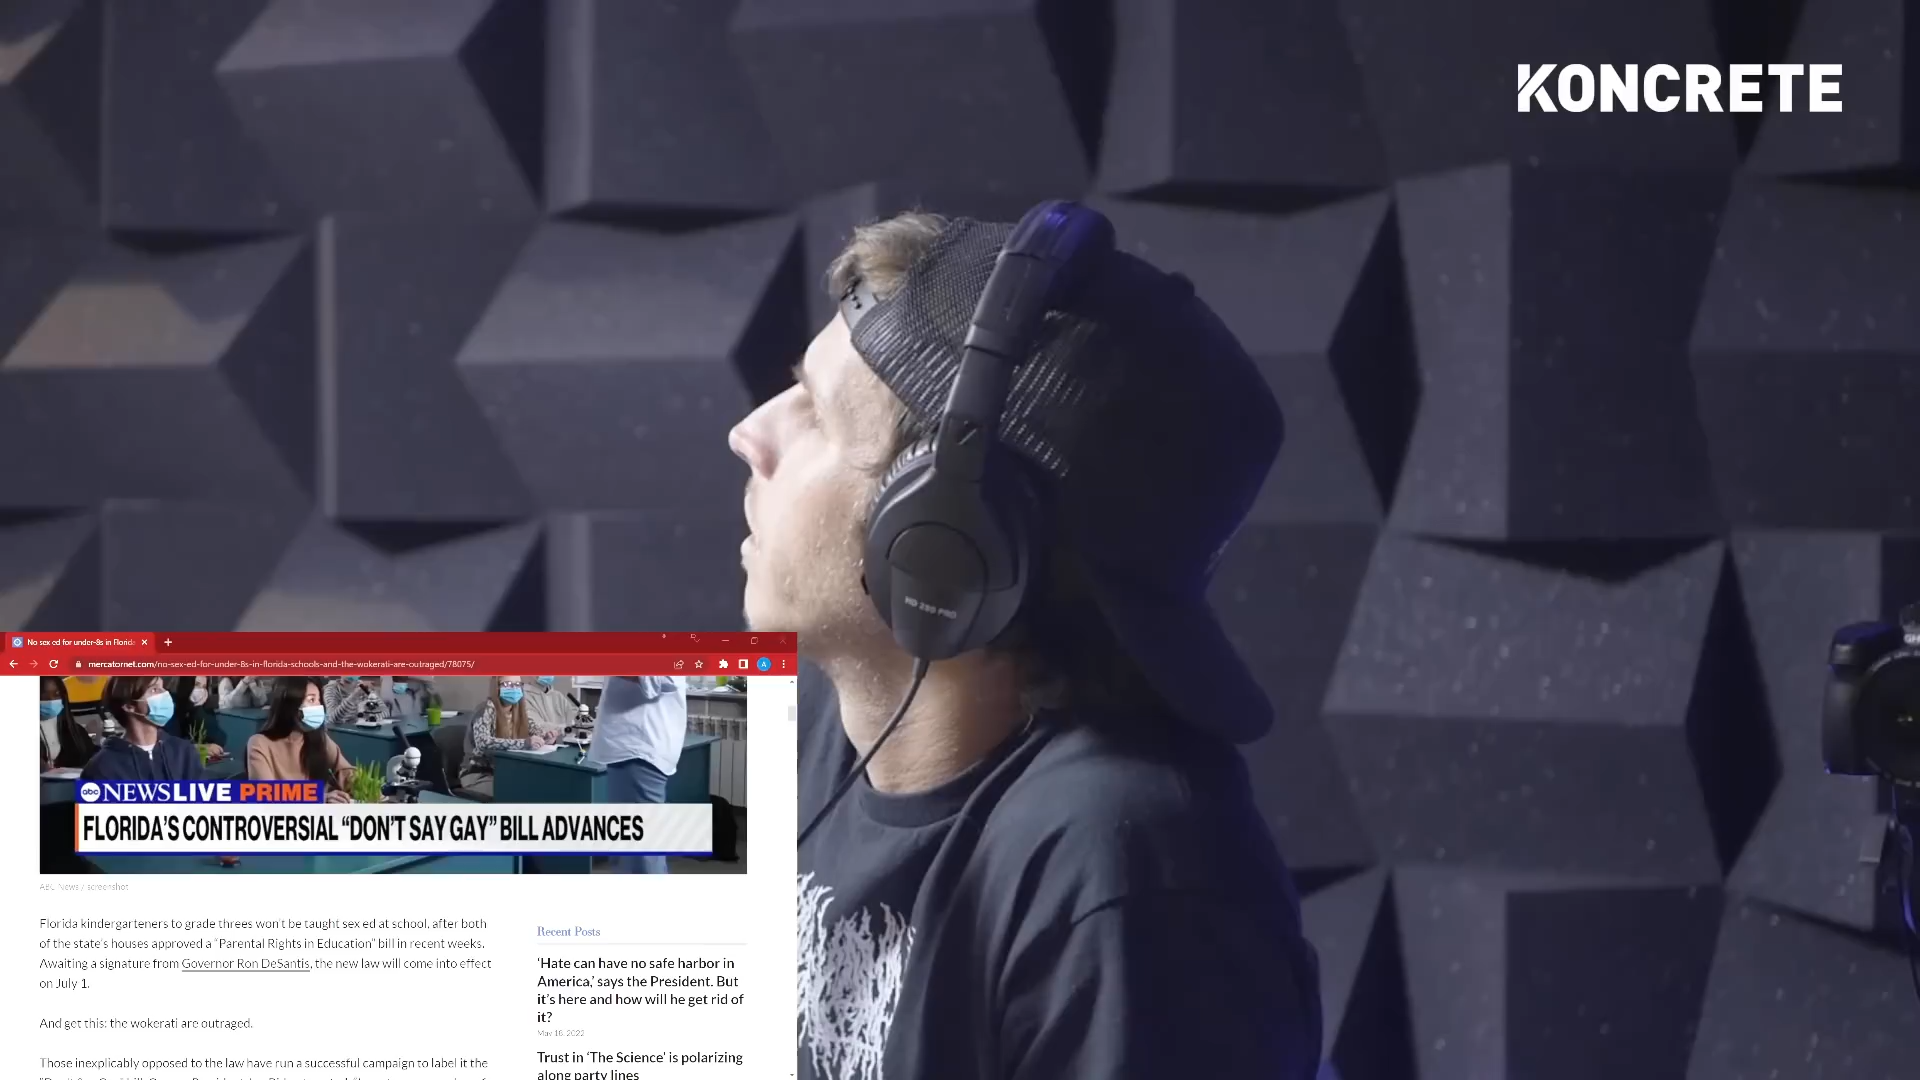 KONCRETE
HD 280 PRO
No sex ed for under-8s in Florida
mercatornet.com/no-sex-ed-for-under-8s-in-florida-schools-and-the-wokerati-are-outraged/78075/
A
abc NEWS LIVE PRIME
FLORIDA'S CONTROVERSIAL “DON'T SAY GAY” BILL ADVANCES
ABC News / screenshot
Florida kindergarteners to grade threes won't be taught sex ed at school, after both
of the state's houses approved a “Parental Rights in Education” bill in recent weeks.
Awaiting a signature from Governor Ron DeSantis, the new law will come into effect
on July 1.
And get this: the wokerati are outraged.
Those inexplicably opposed to the law have run a successful campaign to label it the
Recent Posts
‘Hate can have no safe harbor in
America,’ says the President. But
it’s here and how will he get rid of
it?
May 18, 2022
Trust in ‘The Science’ is polarizing
along party lines